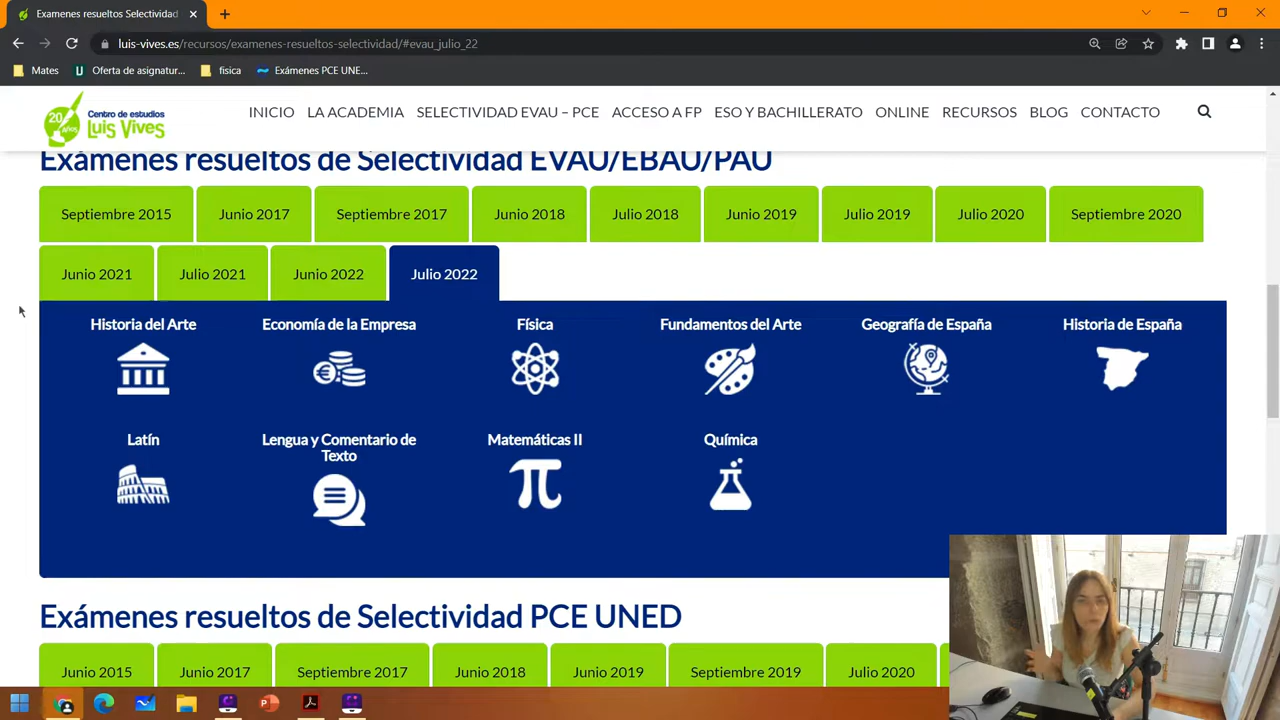 Examenes resueltos Selectividad
luis-vives.es/recursos/examenes-resueltos-selectividad/#evau_julio_22
Mates
Oferta de asignatur...
fisica
Exámenes PCE UNE...
20
Años
Centro de estudios
Luis Vives
INICIO
LA ACADEMIA
SELECTIVIDAD EVAU – PCE
ACCESO A FP
ESO Y BACHILLERATO
ONLINE
RECURSOS
BLOG
CONTACTO
Exámenes resueltos de Selectividad EVAU/EBAU/PAU
Septiembre 2015
Junio 2017
Septiembre 2017
Junio 2018
Julio 2018
Junio 2019
Julio 2019
Julio 2020
Septiembre 2020
Junio 2021
Julio 2021
Junio 2022
Julio 2022
Historia del Arte
Economía de la Empresa
Física
Fundamentos del Arte
Geografía de España
Historia de España
Latín
Lengua y Comentario de
Texto
Matemáticas II
Química
Exámenes resueltos de Selectividad PCE UNED
Junio 2015
Junio 2017
Septiembre 2017
Junio 2018
Junio 2019
Septiembre 2019
Julio 2020